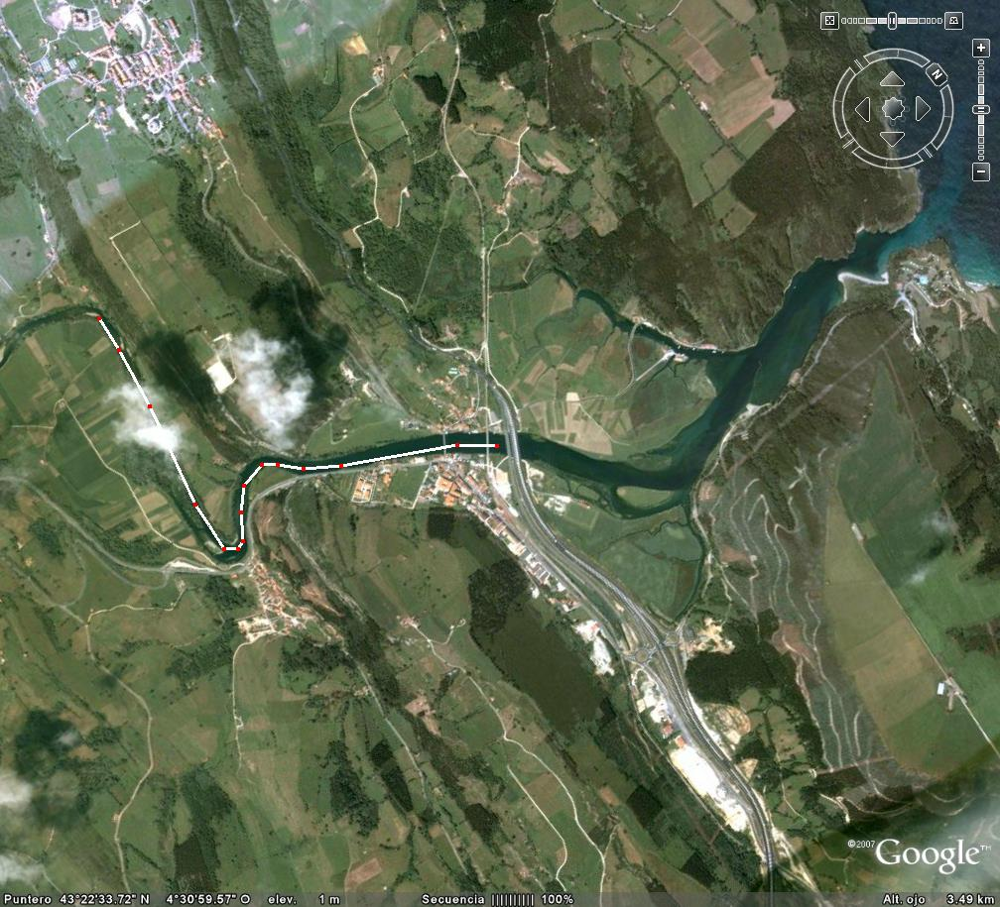 N
©2007 Google™
Puntero 43°22'33.72" N 4°30'59.57" O elev. 1 m Secuencia |||||||||| 100% Alt. ojo 3.49 km